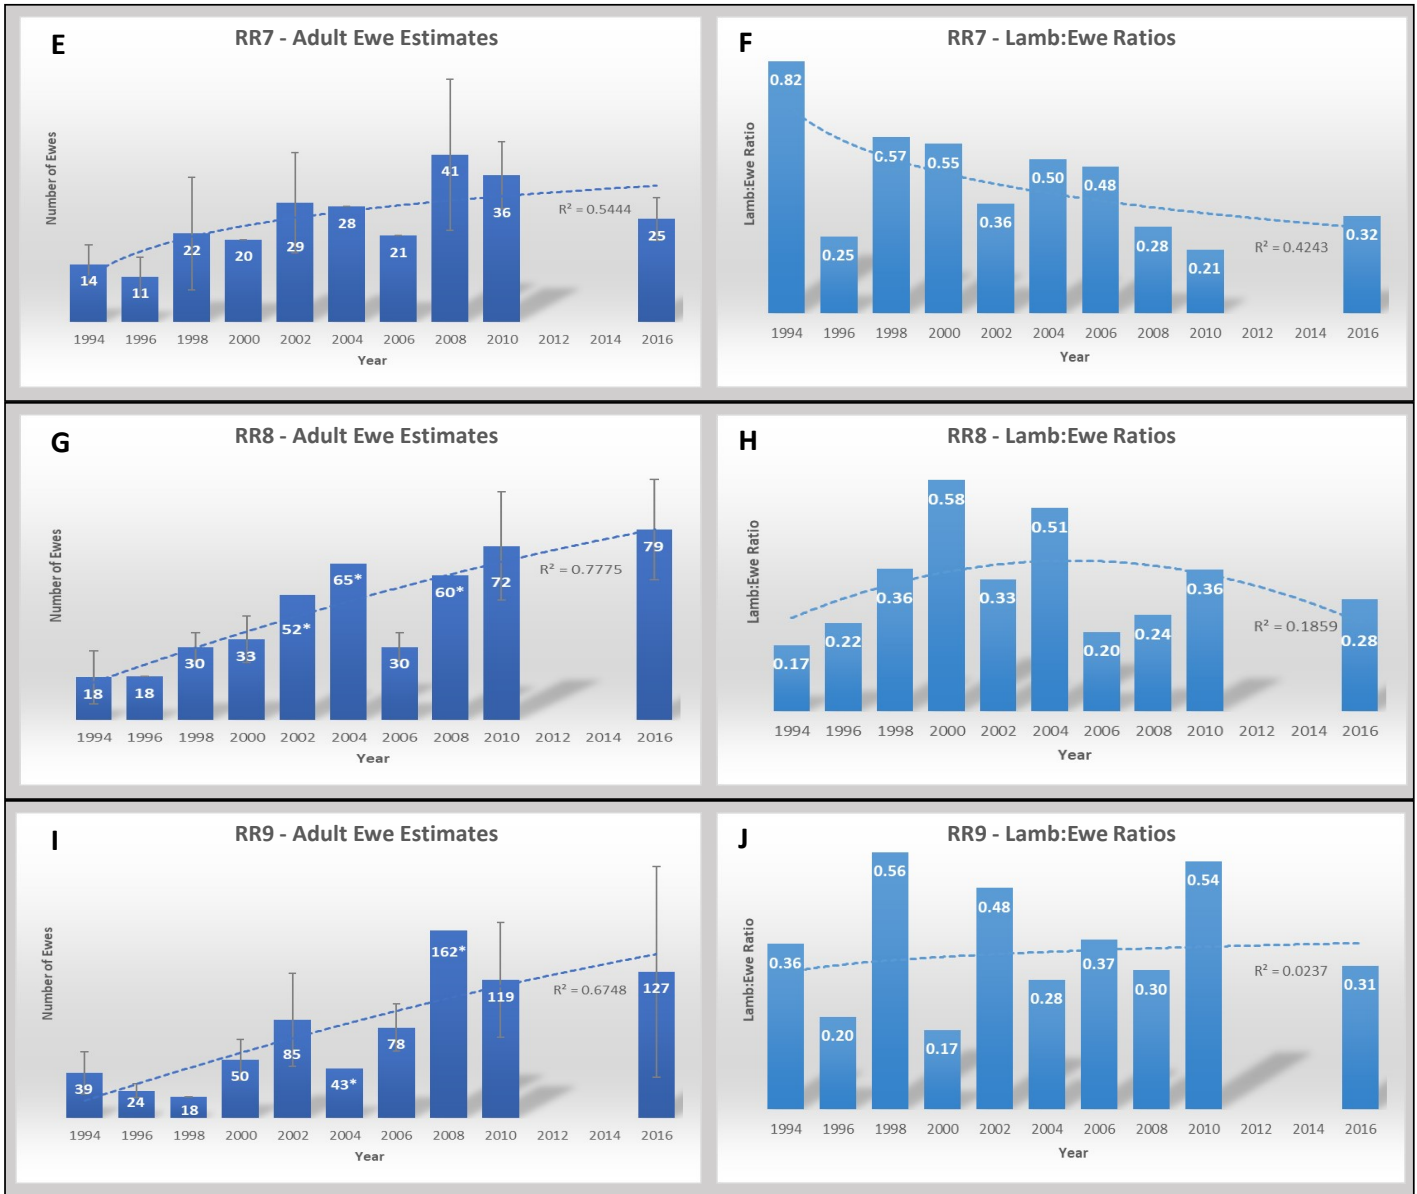 E
RR7 - Adult Ewe Estimates
Number of Ewes
14
11
22
20
29
28
21
41
36
25
R² = 0.5444
1994 1996 1998 2000 2002 2004 2006 2008 2010 2012 2014 2016
Year
F
RR7 - Lamb:Ewe Ratios
Lamb:Ewe Ratio
0.82
0.25
0.57
0.55
0.36
0.50
0.48
0.28
0.21
0.32
R² = 0.4243
1994 1996 1998 2000 2002 2004 2006 2008 2010 2012 2014 2016
Year
G
RR8 - Adult Ewe Estimates
Number of Ewes
18
18
30
33
52*
65*
30
60*
72
79
R² = 0.7775
1994 1996 1998 2000 2002 2004 2006 2008 2010 2012 2014 2016
Year
H
RR8 - Lamb:Ewe Ratios
Lamb:Ewe Ratio
0.17
0.22
0.36
0.58
0.33
0.51
0.20
0.24
0.36
0.28
R² = 0.1859
1994 1996 1998 2000 2002 2004 2006 2008 2010 2012 2014 2016
Year
I
RR9 - Adult Ewe Estimates
Number of Ewes
39
24
18
50
85
43*
78
162*
119
127
R² = 0.6748
1994 1996 1998 2000 2002 2004 2006 2008 2010 2012 2014 2016
Year
J
RR9 - Lamb:Ewe Ratios
Lamb:Ewe Ratio
0.36
0.20
0.56
0.17
0.48
0.28
0.37
0.30
0.54
0.31
R² = 0.0237
1994 1996 1998 2000 2002 2004 2006 2008 2010 2012 2014 2016
Year